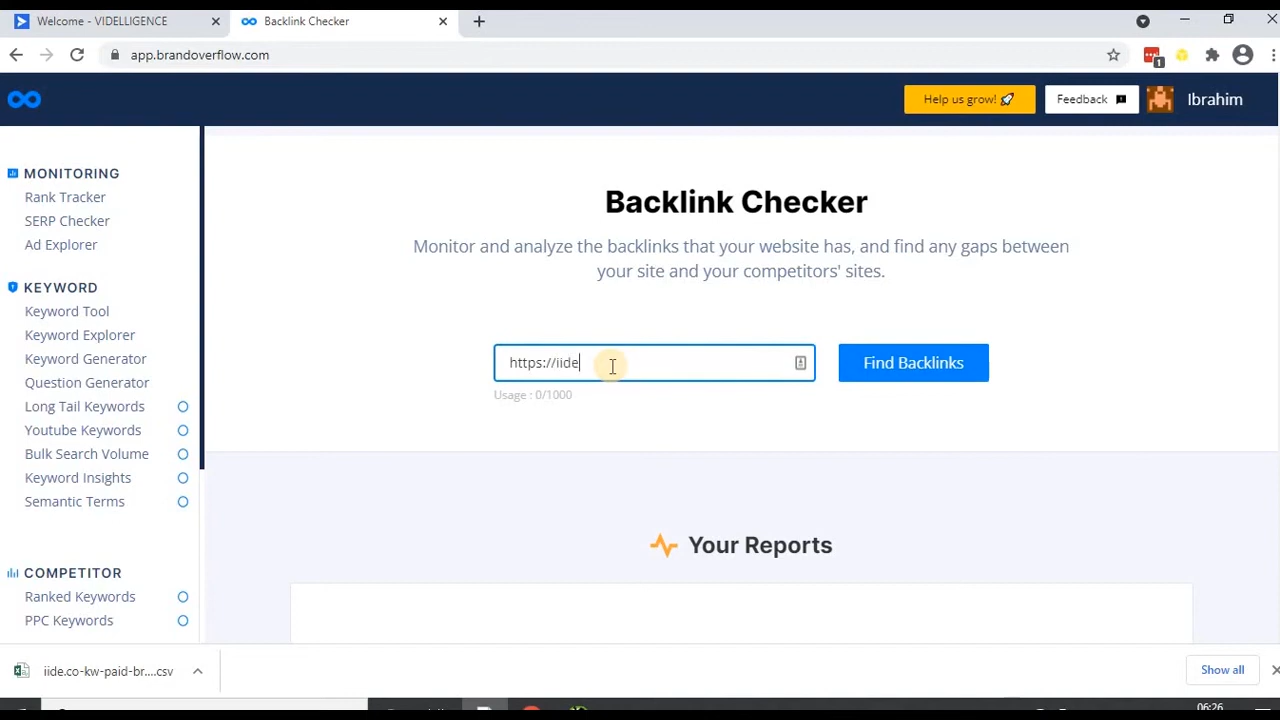 Welcome - VIDELLIGENCE
Backlink Checker
app.brandoverflow.com
1
Help us grow!
Feedback
Ibrahim
MONITORING
Rank Tracker
SERP Checker
Ad Explorer
KEYWORD
Keyword Tool
Keyword Explorer
Keyword Generator
Question Generator
Long Tail Keywords
Youtube Keywords
Bulk Search Volume
Keyword Insights
Semantic Terms
COMPETITOR
Ranked Keywords
PPC Keywords
Backlink Checker
Monitor and analyze the backlinks that your website has, and find any gaps between
your site and your competitors' sites.
https://iide
Find Backlinks
Usage : 0/1000
Your Reports
iide.co-kw-paid-br....csv
Show all
06:26